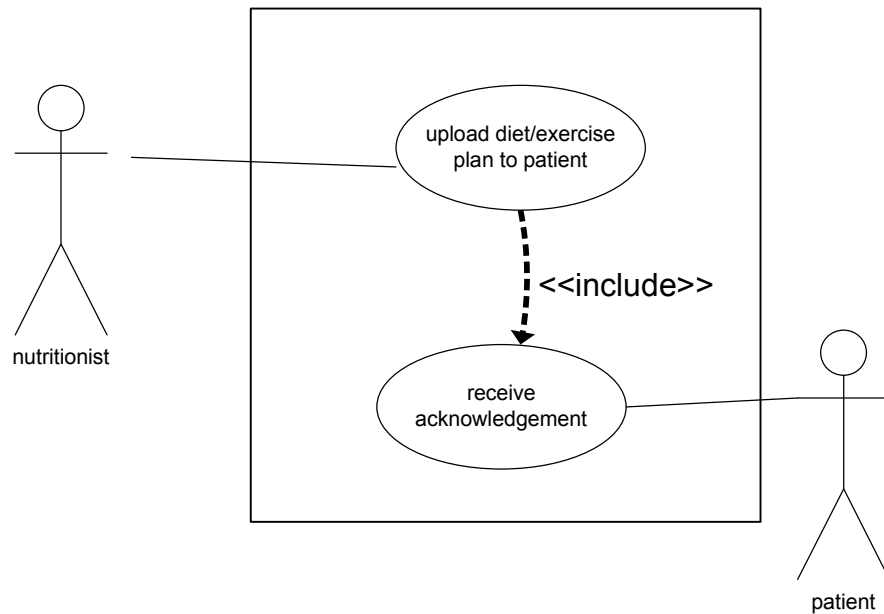 upload diet/exercise
plan to patient
<<include>>
nutritionist
receive
acknowledgement
patient